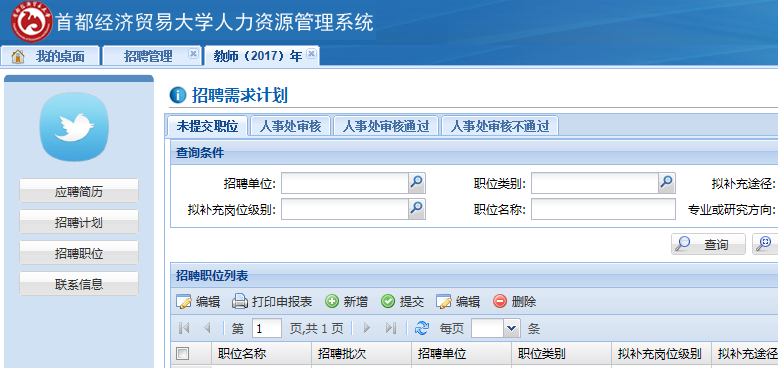 首都经济贸易大学人力资源管理系统
我的桌面 招聘管理 教师（2017）年
招聘需求计划
未提交职位 人事处审核 人事处审核通过 人事处审核不通过
查询条件
应聘简历
招聘计划
招聘职位
联系信息
招聘单位: 职位类别: 拟补充途径:
拟补充岗位级别: 职位名称: 专业或研究方向:
查询
招聘职位列表
编辑 打印申报表 新增 提交 编辑 删除
第 1 页,共 1 页 每页 条
职位名称 招聘批次 招聘单位 职位类别 拟补充岗位级别 拟补充途径